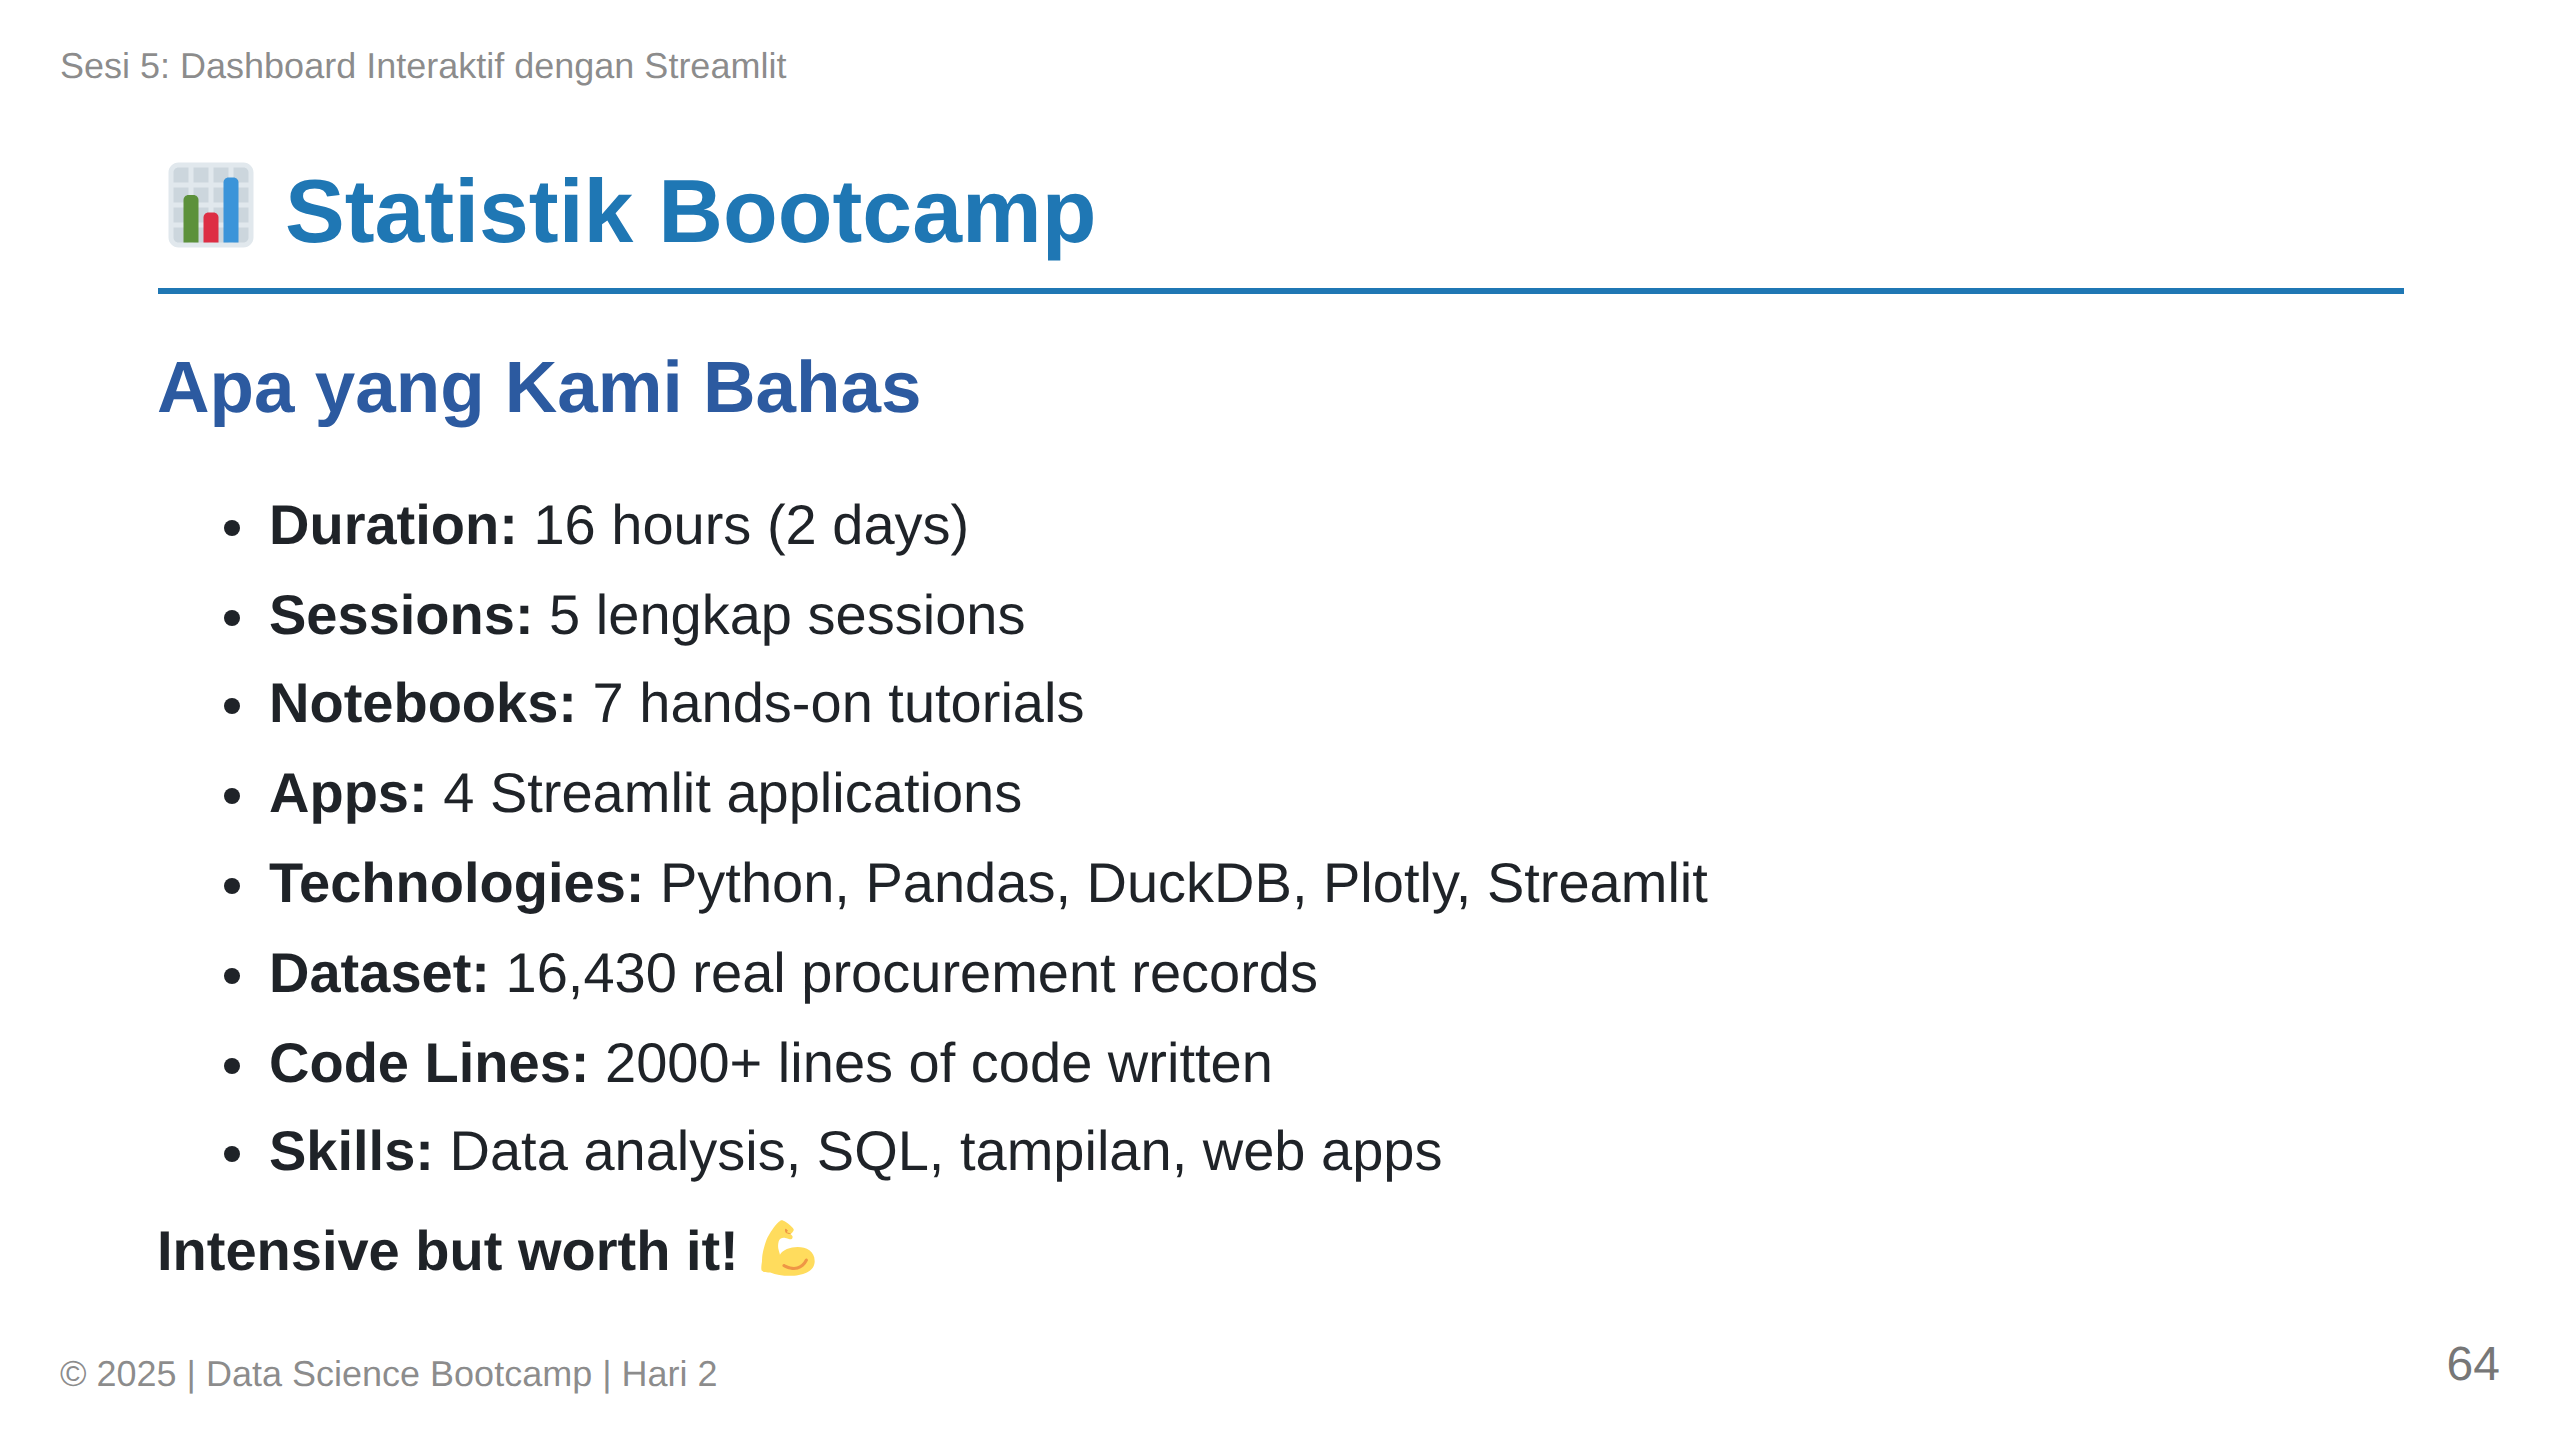 Sesi 5: Dashboard Interaktif dengan Streamlit
📊 Statistik Bootcamp
Apa yang Kami Bahas
• Duration: 16 hours (2 days)
• Sessions: 5 lengkap sessions
• Notebooks: 7 hands-on tutorials
• Apps: 4 Streamlit applications
• Technologies: Python, Pandas, DuckDB, Plotly, Streamlit
• Dataset: 16,430 real procurement records
• Code Lines: 2000+ lines of code written
• Skills: Data analysis, SQL, tampilan, web apps
Intensive but worth it! 💪
© 2025 | Data Science Bootcamp | Hari 2
64